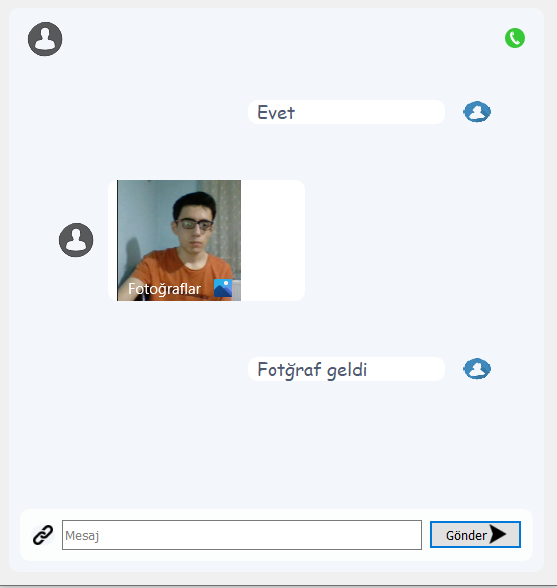 Evet
Fotoğraflar
Fotğraf geldi
Mesaj
Gönder